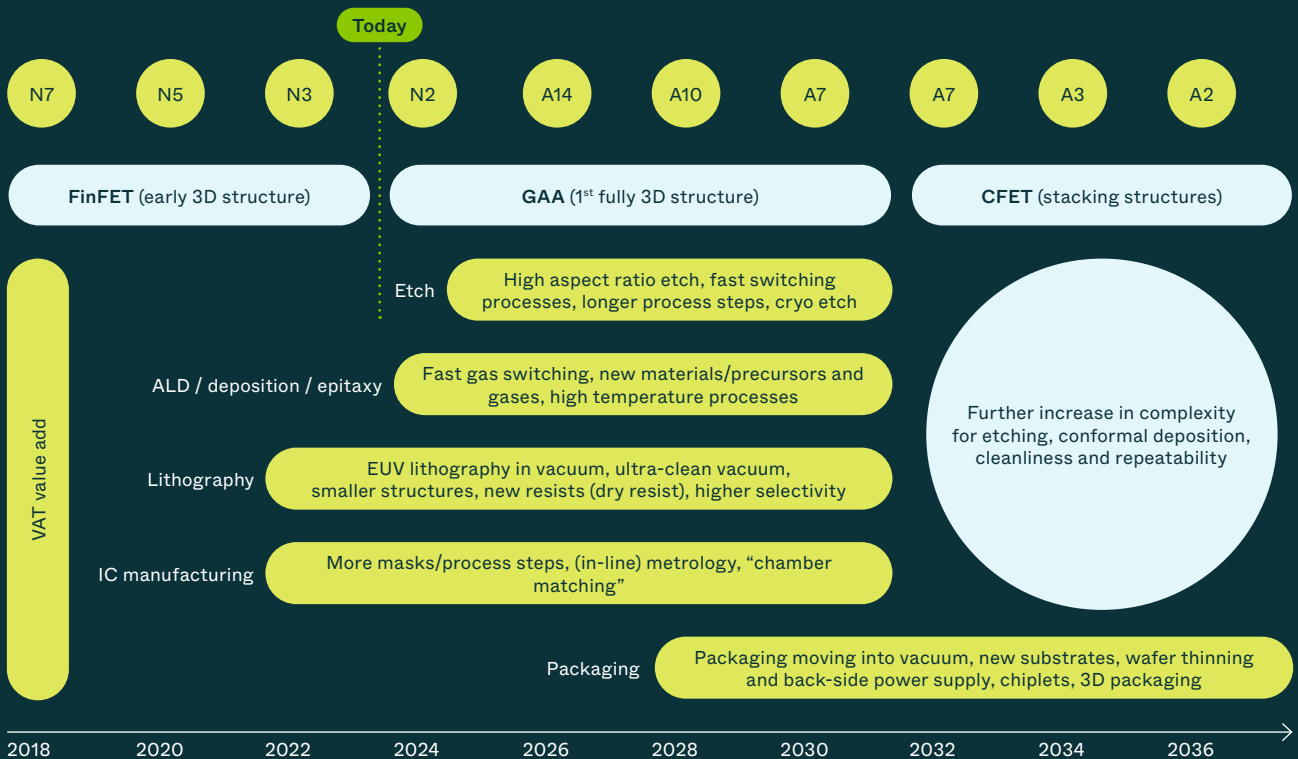 Today
N7 N5 N3 N2 A14 A10 A7 A7 A3 A2
FinFET (early 3D structure)
GAA (1st fully 3D structure)
CFET (stacking structures)
VAT value add
Etch
High aspect ratio etch, fast switching
processes, longer process steps, cryo etch
ALD / deposition / epitaxy
Fast gas switching, new materials/precursors and
gases, high temperature processes
Lithography
EUV lithography in vacuum, ultra-clean vacuum,
smaller structures, new resists (dry resist), higher selectivity
IC manufacturing
More masks/process steps, (in-line) metrology, “chamber
matching”
Further increase in complexity
for etching, conformal deposition,
cleanliness and repeatability
Packaging
Packaging moving into vacuum, new substrates, wafer thinning
and back-side power supply, chiplets, 3D packaging
2018 2020 2022 2024 2026 2028 2030 2032 2034 2036